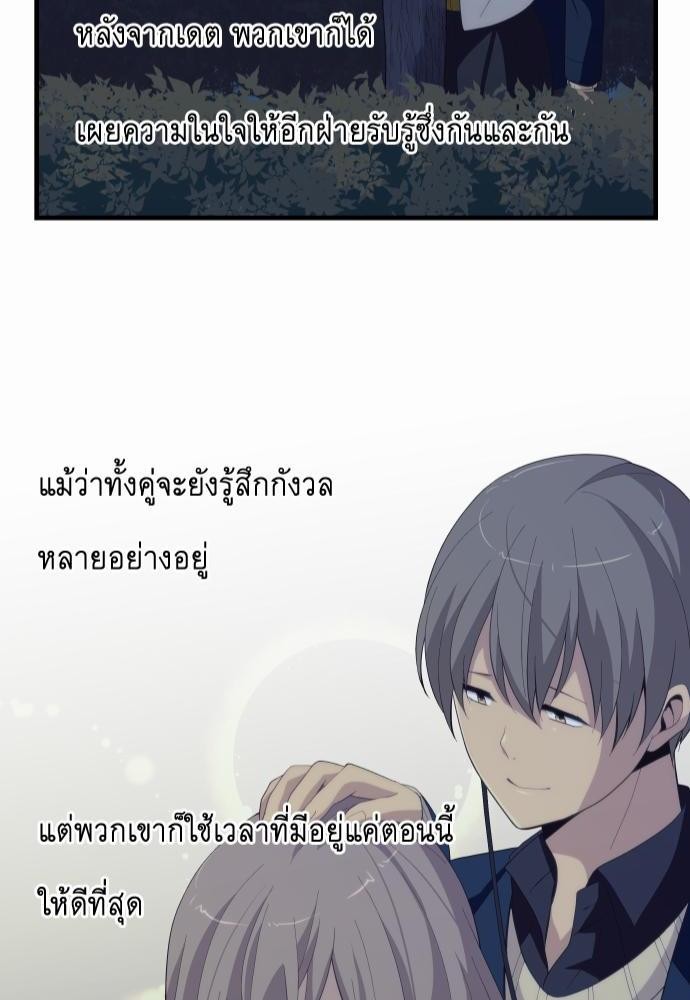 หลังจากเดต พวกเขาก็ได้
เผยความในใจให้อีกฝ่ายรับรู้ซึ่งกันและกัน
แม้ว่าทั้งคู่จะยังรู้สึกกังวล
หลายอย่างอยู่
แต่พวกเขาก็ใช้เวลาที่มีอยู่แค่ตอนนี้
ให้ดีที่สุด